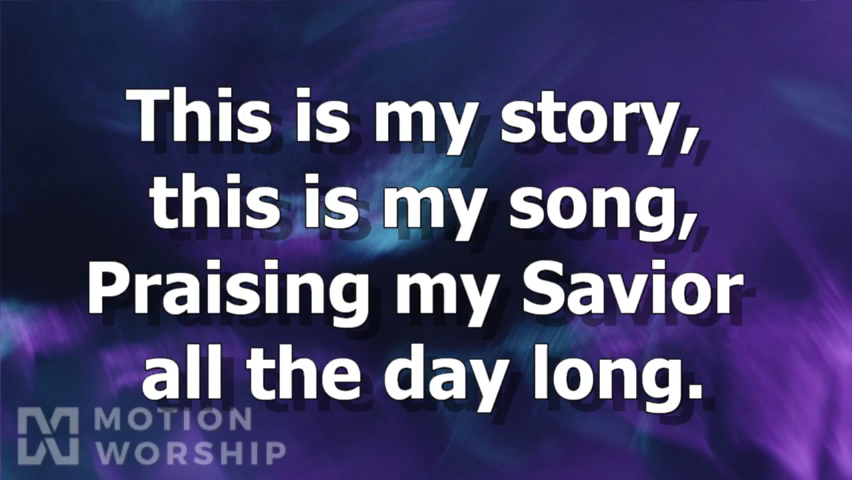 This is my story,
this is my song,
Praising my Savior
all the day long.
MOTION
WORSHIP